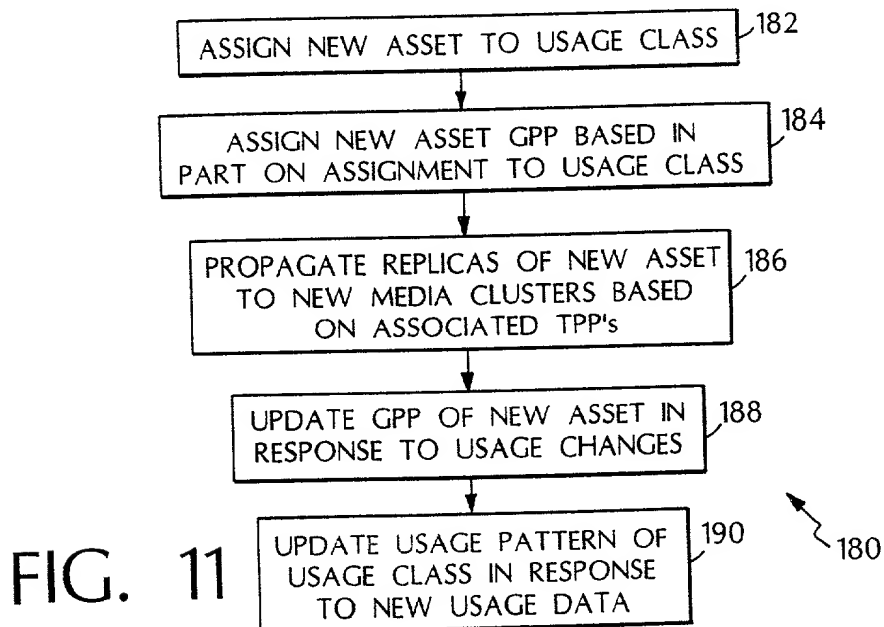 ASSIGN NEW ASSET TO USAGE CLASS
182
ASSIGN NEW ASSET GPP BASED IN
PART ON ASSIGNMENT TO USAGE CLASS
184
PROPAGATE REPLICAS OF NEW ASSET
TO NEW MEDIA CLUSTERS BASED
ON ASSOCIATED TPP's
186
UPDATE GPP OF NEW ASSET IN
RESPONSE TO USAGE CHANGES
188
UPDATE USAGE PATTERN OF
USAGE CLASS IN RESPONSE
TO NEW USAGE DATA
190
180
FIG. 11